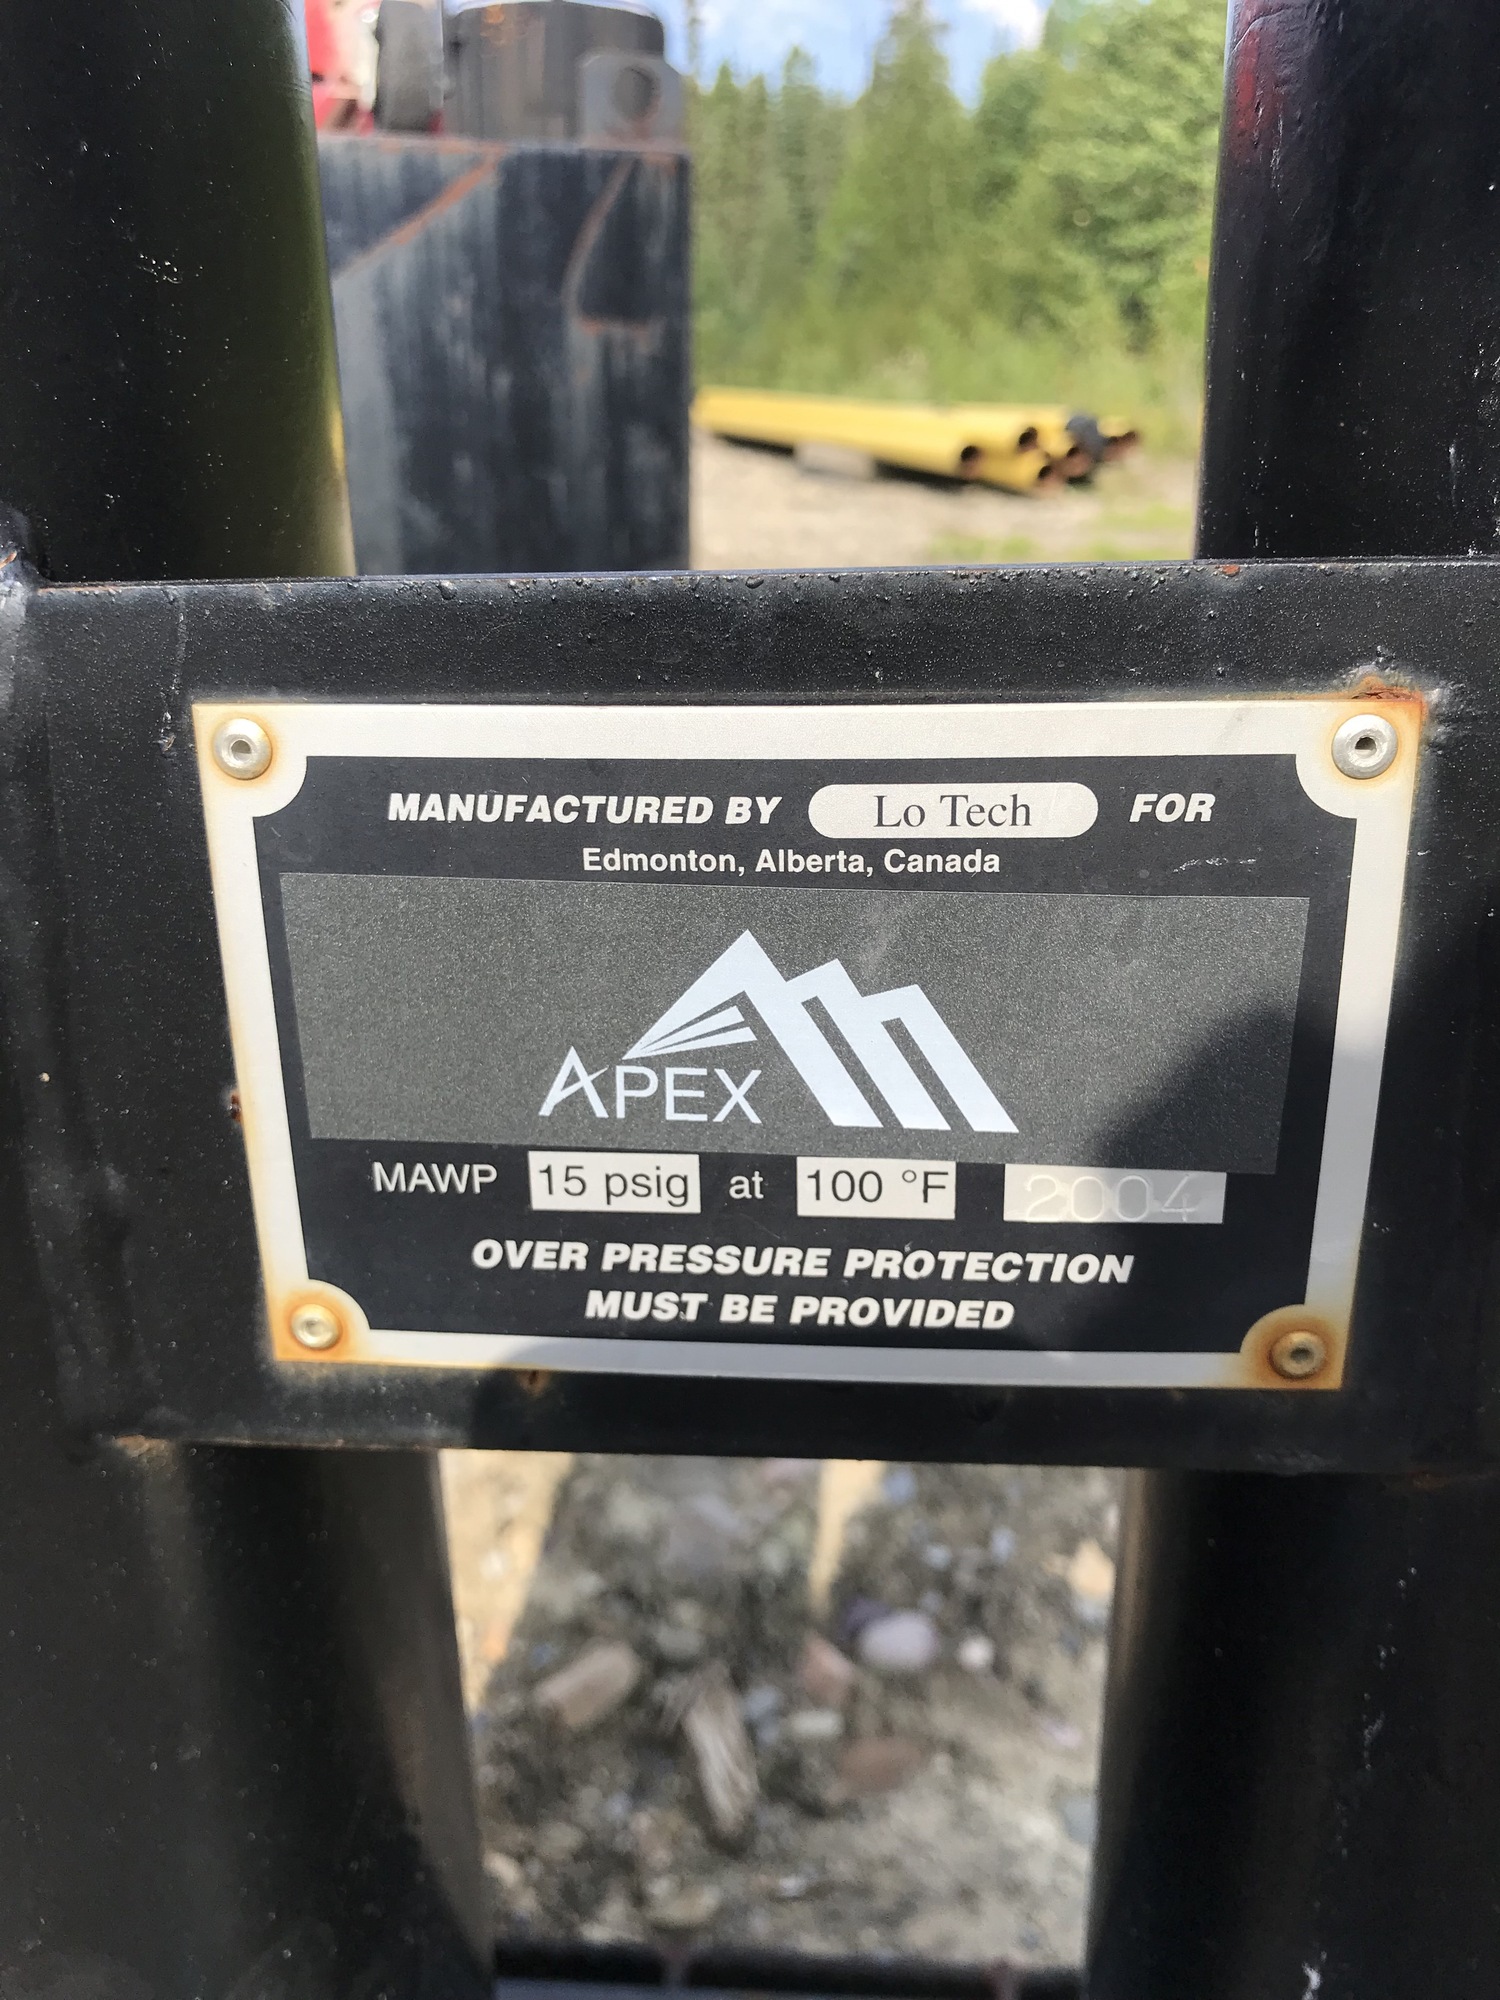 MANUFACTURED BY Lo Tech FOR
Edmonton, Alberta, Canada
APEX
MAWP 15 psig at 100 °F 2004
OVER PRESSURE PROTECTION
MUST BE PROVIDED